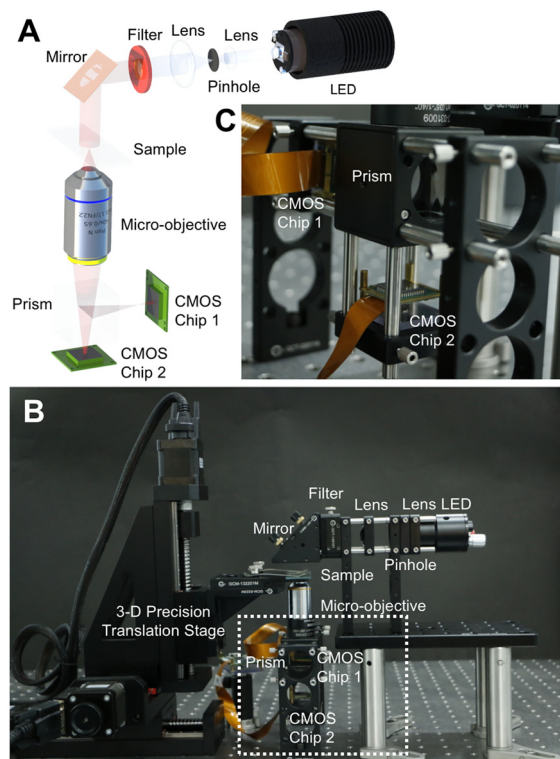 A
Filter
Lens
Lens
Mirror
Pinhole
LED
Sample
Micro-objective
Prism
CMOS
Chip 1
CMOS
Chip 2
C
Prism
CMOS
Chip 1
CMOS
Chip 2
B
Filter
Lens
Lens LED
Mirror
Pinhole
Sample
3-D Precision
Translation Stage
Micro-objective
Prism
CMOS
Chip 1
CMOS
Chip 2